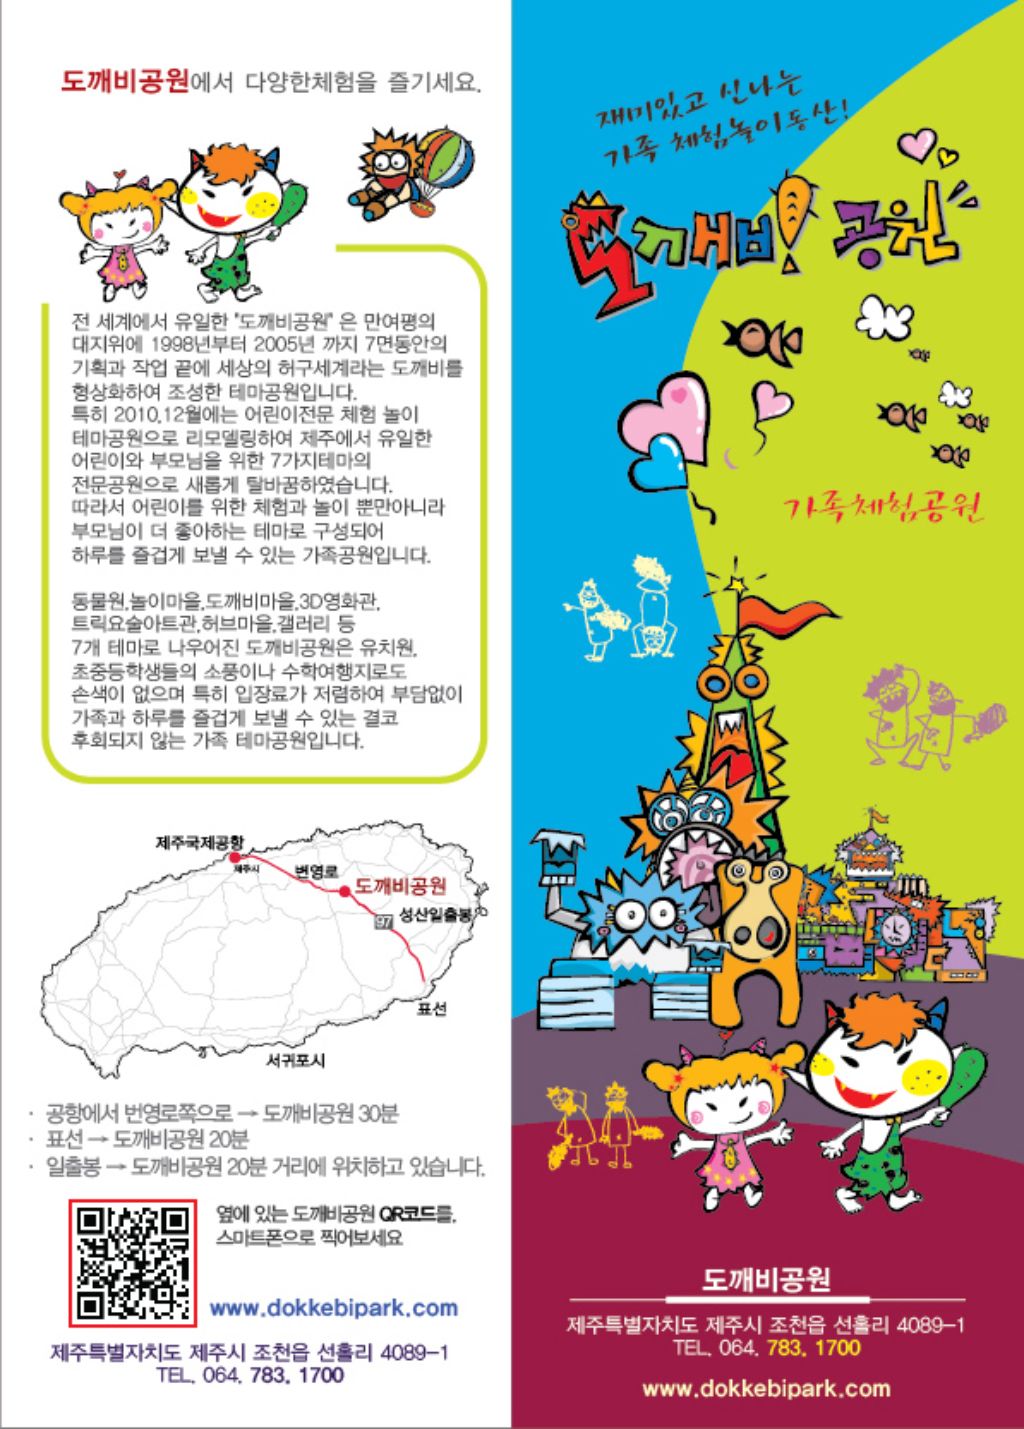 도깨비공원에서 다양한체험을 즐기세요.
전 세계에서 유일한 "도깨비공원" 은 만여평의
대지위에 1998년부터 2005년 까지 7면동안의
기획과 작업 끝에 세상의 허구세계라는 도깨비를
형상화하여 조성한 테마공원입니다.
특히 2010.12월에는 어린이전문 체험 놀이
테마공원으로 리모델링하여 제주에서 유일한
어린이와 부모님을 위한 7가지테마의
전문공원으로 새롭게 탈바꿈하였습니다.
따라서 어린이를 위한 체험과 놀이 뿐만아니라
부모님이 더 좋아하는 테마로 구성되어
하루를 즐겁게 보낼 수 있는 가족공원입니다.
동물원,놀이마을,도깨비마을,3D영화관,
트릭요술아트관,허브마을,갤러리 등
7개 테마로 나우어진 도깨비공원은 유치원,
초중등학생들의 소풍이나 수학여행지로도
손색이 없으며 특히 입장료가 저렴하여 부담없이
가족과 하루를 즐겁게 보낼 수 있는 결코
후회되지 않는 가족 테마공원입니다.
제주국제공항
제주시
번영로
도깨비공원
97
성산일출봉
표선
서귀포시
· 공항에서 번영로쪽으로 → 도깨비공원 30분
· 표선 → 도깨비공원 20분
· 일출봉 → 도깨비공원 20분 거리에 위치하고 있습니다.
옆에 있는 도깨비공원 QR코드를,
스마트폰으로 찍어보세요
www.dokkebipark.com
제주특별자치도 제주시 조천읍 선흘리 4089-1
TEL. 064. 783. 1700
재미있고 신나는
가족 체험놀이동산!
도깨비! 공원
가족체험공원
도깨비공원
제주특별자치도 제주시 조천읍 선흘리 4089-1
TEL. 064. 783. 1700
www.dokkebipark.com